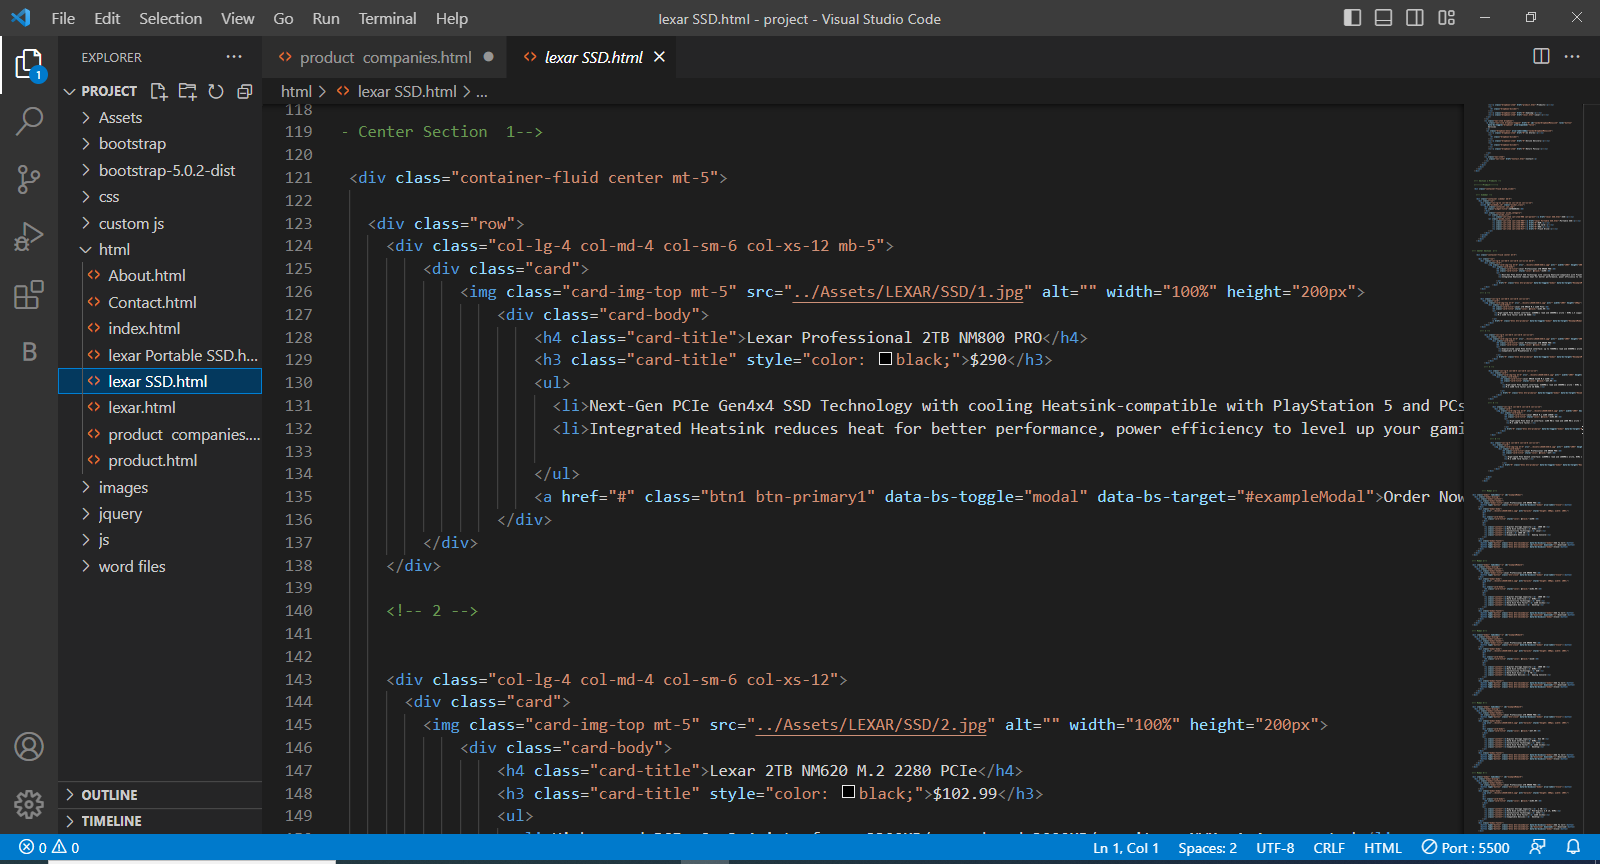 File Edit Selection View Go Run Terminal Help
lexar SSD.html - project - Visual Studio Code
EXPLORER
product companies.html
lexar SSD.html
PROJECT
html > lexar SSD.html > ...
1
Assets
bootstrap
bootstrap-5.0.2-dist
css
custom js
html
About.html
Contact.html
index.html
lexar Portable SSD.h...
lexar SSD.html
lexar.html
product companies....
product.html
images
jquery
js
word files
OUTLINE
TIMELINE
B
118
119 - Center Section  1-->
120
121 <div class="container-fluid center mt-5">
122
123 <div class="row">
124 <div class="col-lg-4 col-md-4 col-sm-6 col-xs-12 mb-5">
125 <div class="card">
126 <img class="card-img-top mt-5" src="../Assets/LEXAR/SSD/1.jpg" alt="" width="100%" height="200px">
127 <div class="card-body">
128 <h4 class="card-title">Lexar Professional 2TB NM800 PRO</h4>
129 <h3 class="card-title" style="color: black;">$290</h3>
130 <ul>
131 <li>Next-Gen PCIe Gen4x4 SSD Technology with cooling Heatsink-compatible with PlayStation 5 and PCs
132 <li>Integrated Heatsink reduces heat for better performance, power efficiency to level up your gami
133
134 </ul>
135 <a href="#" class="btn1 btn-primary1" data-bs-toggle="modal" data-bs-target="#exampleModal">Order Now
136 </div>
137 </div>
138 </div>
139
140 <!-- 2 -->
141
142
143 <div class="col-lg-4 col-md-4 col-sm-6 col-xs-12">
144 <div class="card">
145 <img class="card-img-top mt-5" src="../Assets/LEXAR/SSD/2.jpg" alt="" width="100%" height="200px">
146 <div class="card-body">
147 <h4 class="card-title">Lexar 2TB NM620 M.2 2280 PCIe</h4>
148 <h3 class="card-title" style="color: black;">$102.99</h3>
149 <ul>
0 0
Ln 1, Col 1 Spaces: 2 UTF-8 CRLF HTML Port : 5500